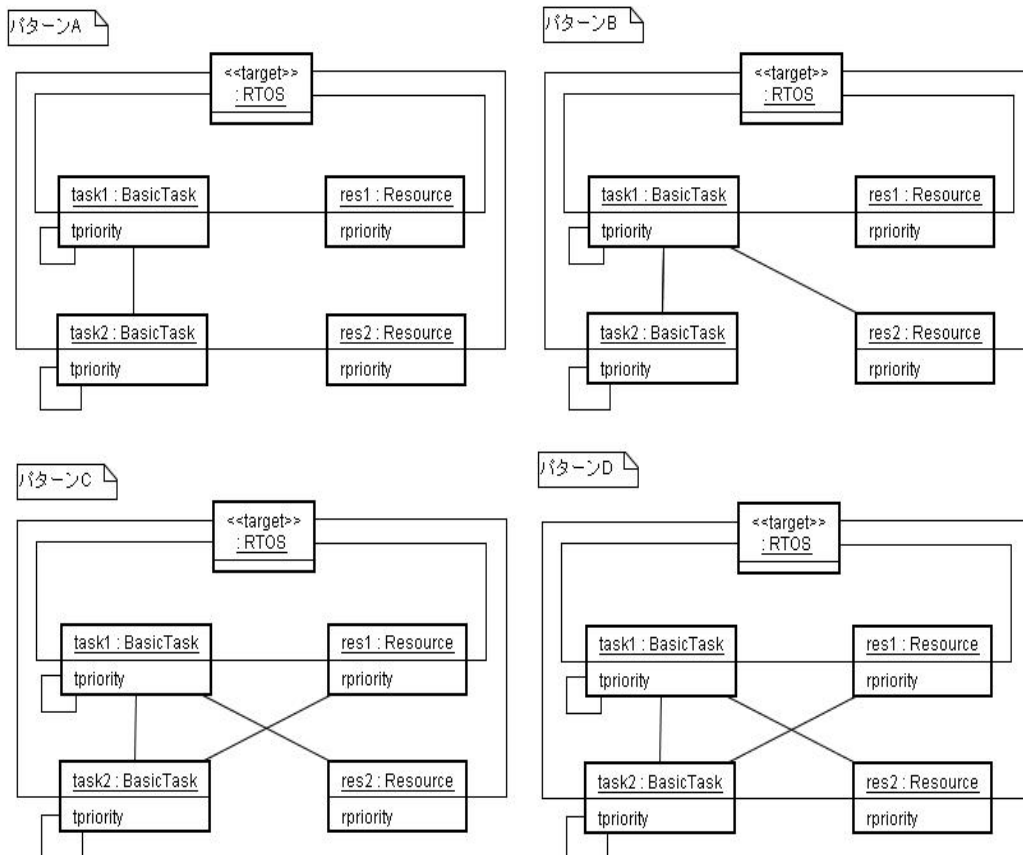 パターンA
<<target>>
: RTOS
task1 : BasicTask
tpriority
res1 : Resource
rpriority
task2 : BasicTask
tpriority
res2 : Resource
rpriority
パターンB
<<target>>
: RTOS
task1 : BasicTask
tpriority
res1 : Resource
rpriority
task2 : BasicTask
tpriority
res2 : Resource
rpriority
パターンC
<<target>>
: RTOS
task1 : BasicTask
tpriority
res1 : Resource
rpriority
task2 : BasicTask
tpriority
res2 : Resource
rpriority
パターンD
<<target>>
: RTOS
task1 : BasicTask
tpriority
res1 : Resource
rpriority
task2 : BasicTask
tpriority
res2 : Resource
rpriority